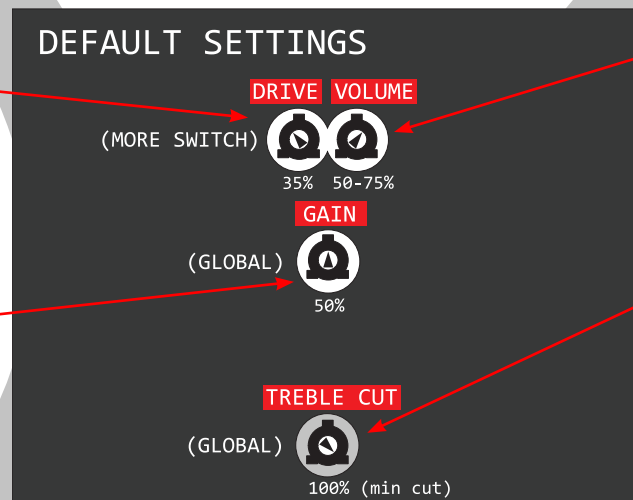 DEFAULT SETTINGS
DRIVE VOLUME
(MORE SWITCH)
35% 50-75%
GAIN
(GLOBAL)
50%
TREBLE CUT
(GLOBAL)
100% (min cut)